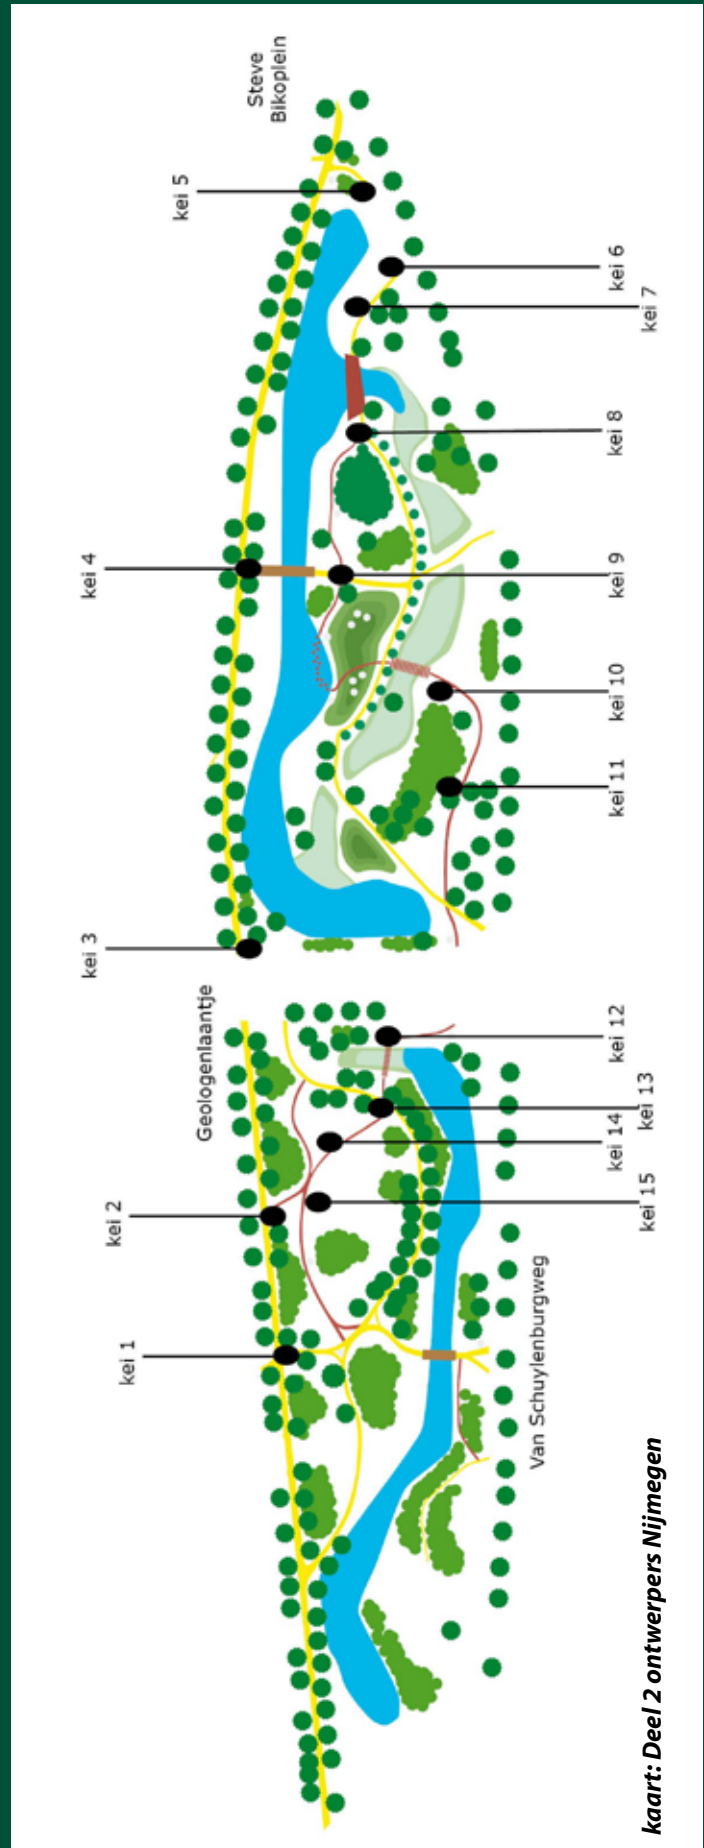 Steve
Bikoplein
kei 5
kei 6
kei 7
kei 8
kei 4
kei 9
kei 10
kei 11
kei 3
Geologenlaantje
kei 12
kei 13
kei 14
kei 15
kei 2
kei 1
Van Schuylenburgweg
kaart: Deel 2 ontwerpers Nijmegen